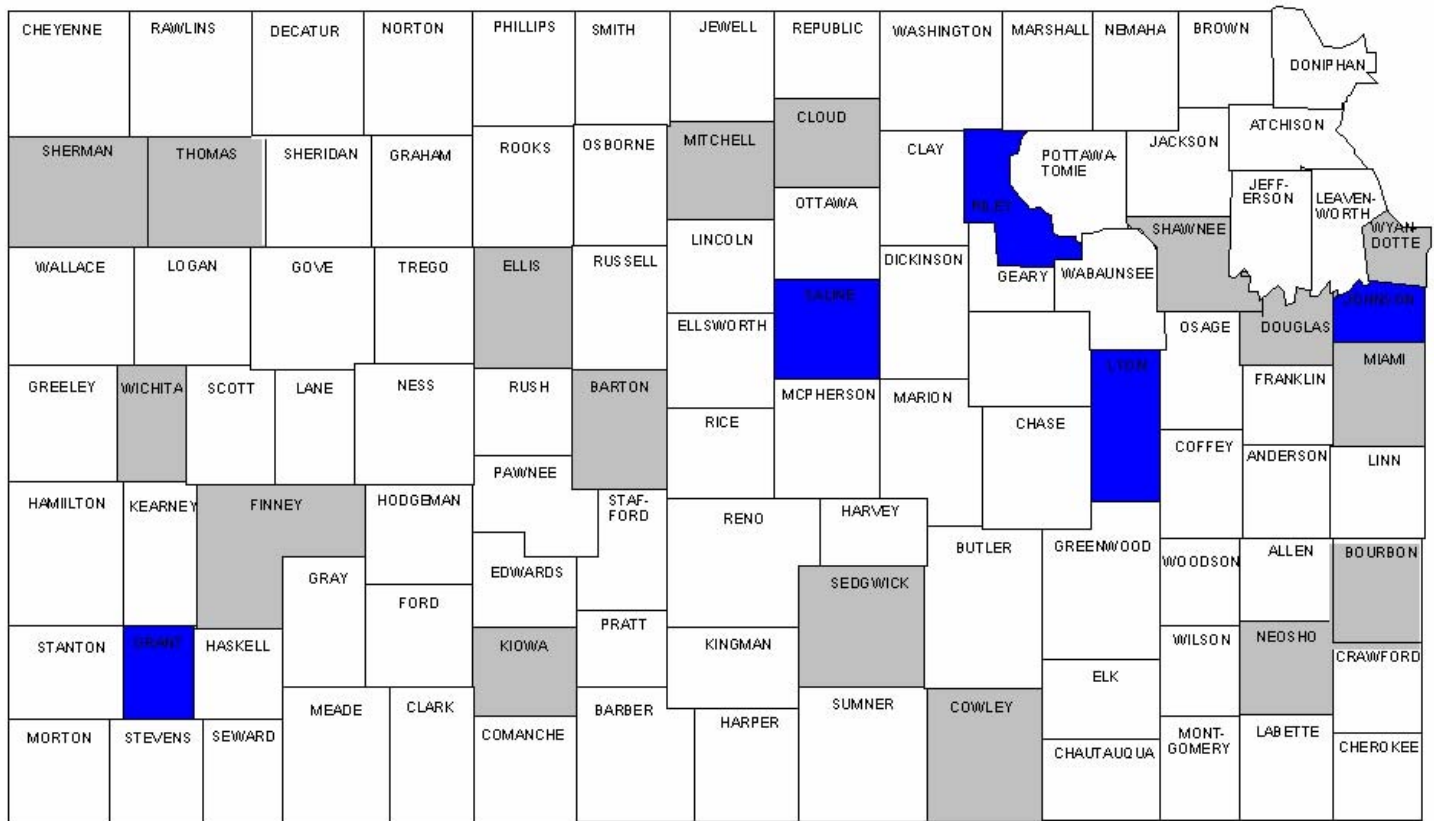 CHEYENNE
RAWLINS
DECATUR
NORTON
PHILLIPS
SMITH
JEWELL
REPUBLIC
WASHINGTON
MARSHALL
NEMAHA
BROWN
DONIPHAN
SHERMAN
THOMAS
SHERIDAN
GRAHAM
ROOKS
OSBORNE
MITCHELL
CLOUD
CLAY
RILEY
POTTAWA-
TOMIE
JACKSON
ATCHISON
JEFF-
ERSON
LEAVEN-
WORTH
WYAN-
DOTTE
OTTAWA
SHAWNEE
WALLACE
LOGAN
GOVE
TREGO
ELLIS
RUSSELL
LINCOLN
DICKINSON
GEARY
WABAUNSEE
SALINE
ELLSWORTH
OSAGE
DOUGLAS
JOHNSON
GREELEY
WICHITA
SCOTT
LANE
NESS
RUSH
BARTON
RICE
MCPHERSON
MARION
CHASE
LYON
FRANKLIN
MIAMI
COFFEY
ANDERSON
LINN
HAMIILTON
KEARNEY
FINNEY
HODGEMAN
PAWNEE
STAF-
FORD
RENO
HARVEY
BUTLER
GREENWOOD
WOODSON
ALLEN
BOURBON
GRAY
FORD
EDWARDS
SEDGWICK
STANTON
GRANT
HASKELL
KIOWA
PRATT
KINGMAN
ELK
WILSON
NEOSHO
CRAWFORD
MORTON
STEVENS
SEWARD
MEADE
CLARK
COMANCHE
BARBER
HARPER
SUMNER
COWLEY
CHAUTAUQUA
MONT-
GOMERY
LABETTE
CHEROKEE